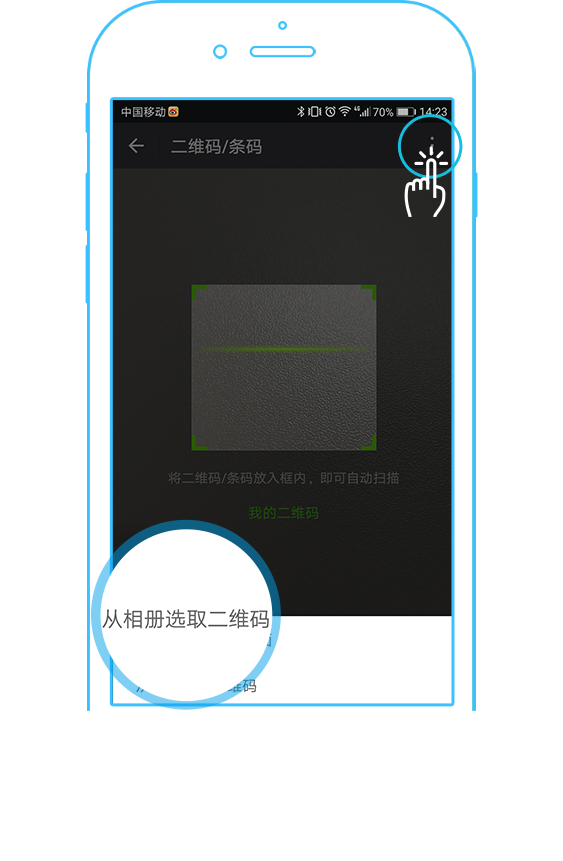 中国移动 4G 70% 14:23
二维码/条码
将二维码/条码放入框内，即可自动扫描
我的二维码
从相册选取二维码
维码